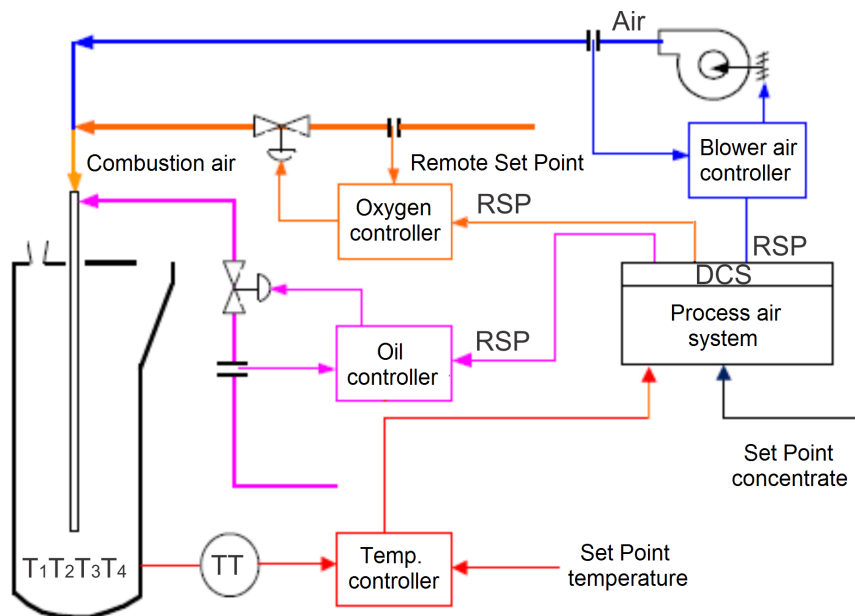 Air
Combustion air
Remote Set Point
Blower air
controller
Oxygen
controller
RSP
RSP
DCS
Process air
system
Oil
controller
RSP
Set Point
concentrate
T1T2T3T4
TT
Temp.
controller
Set Point
temperature